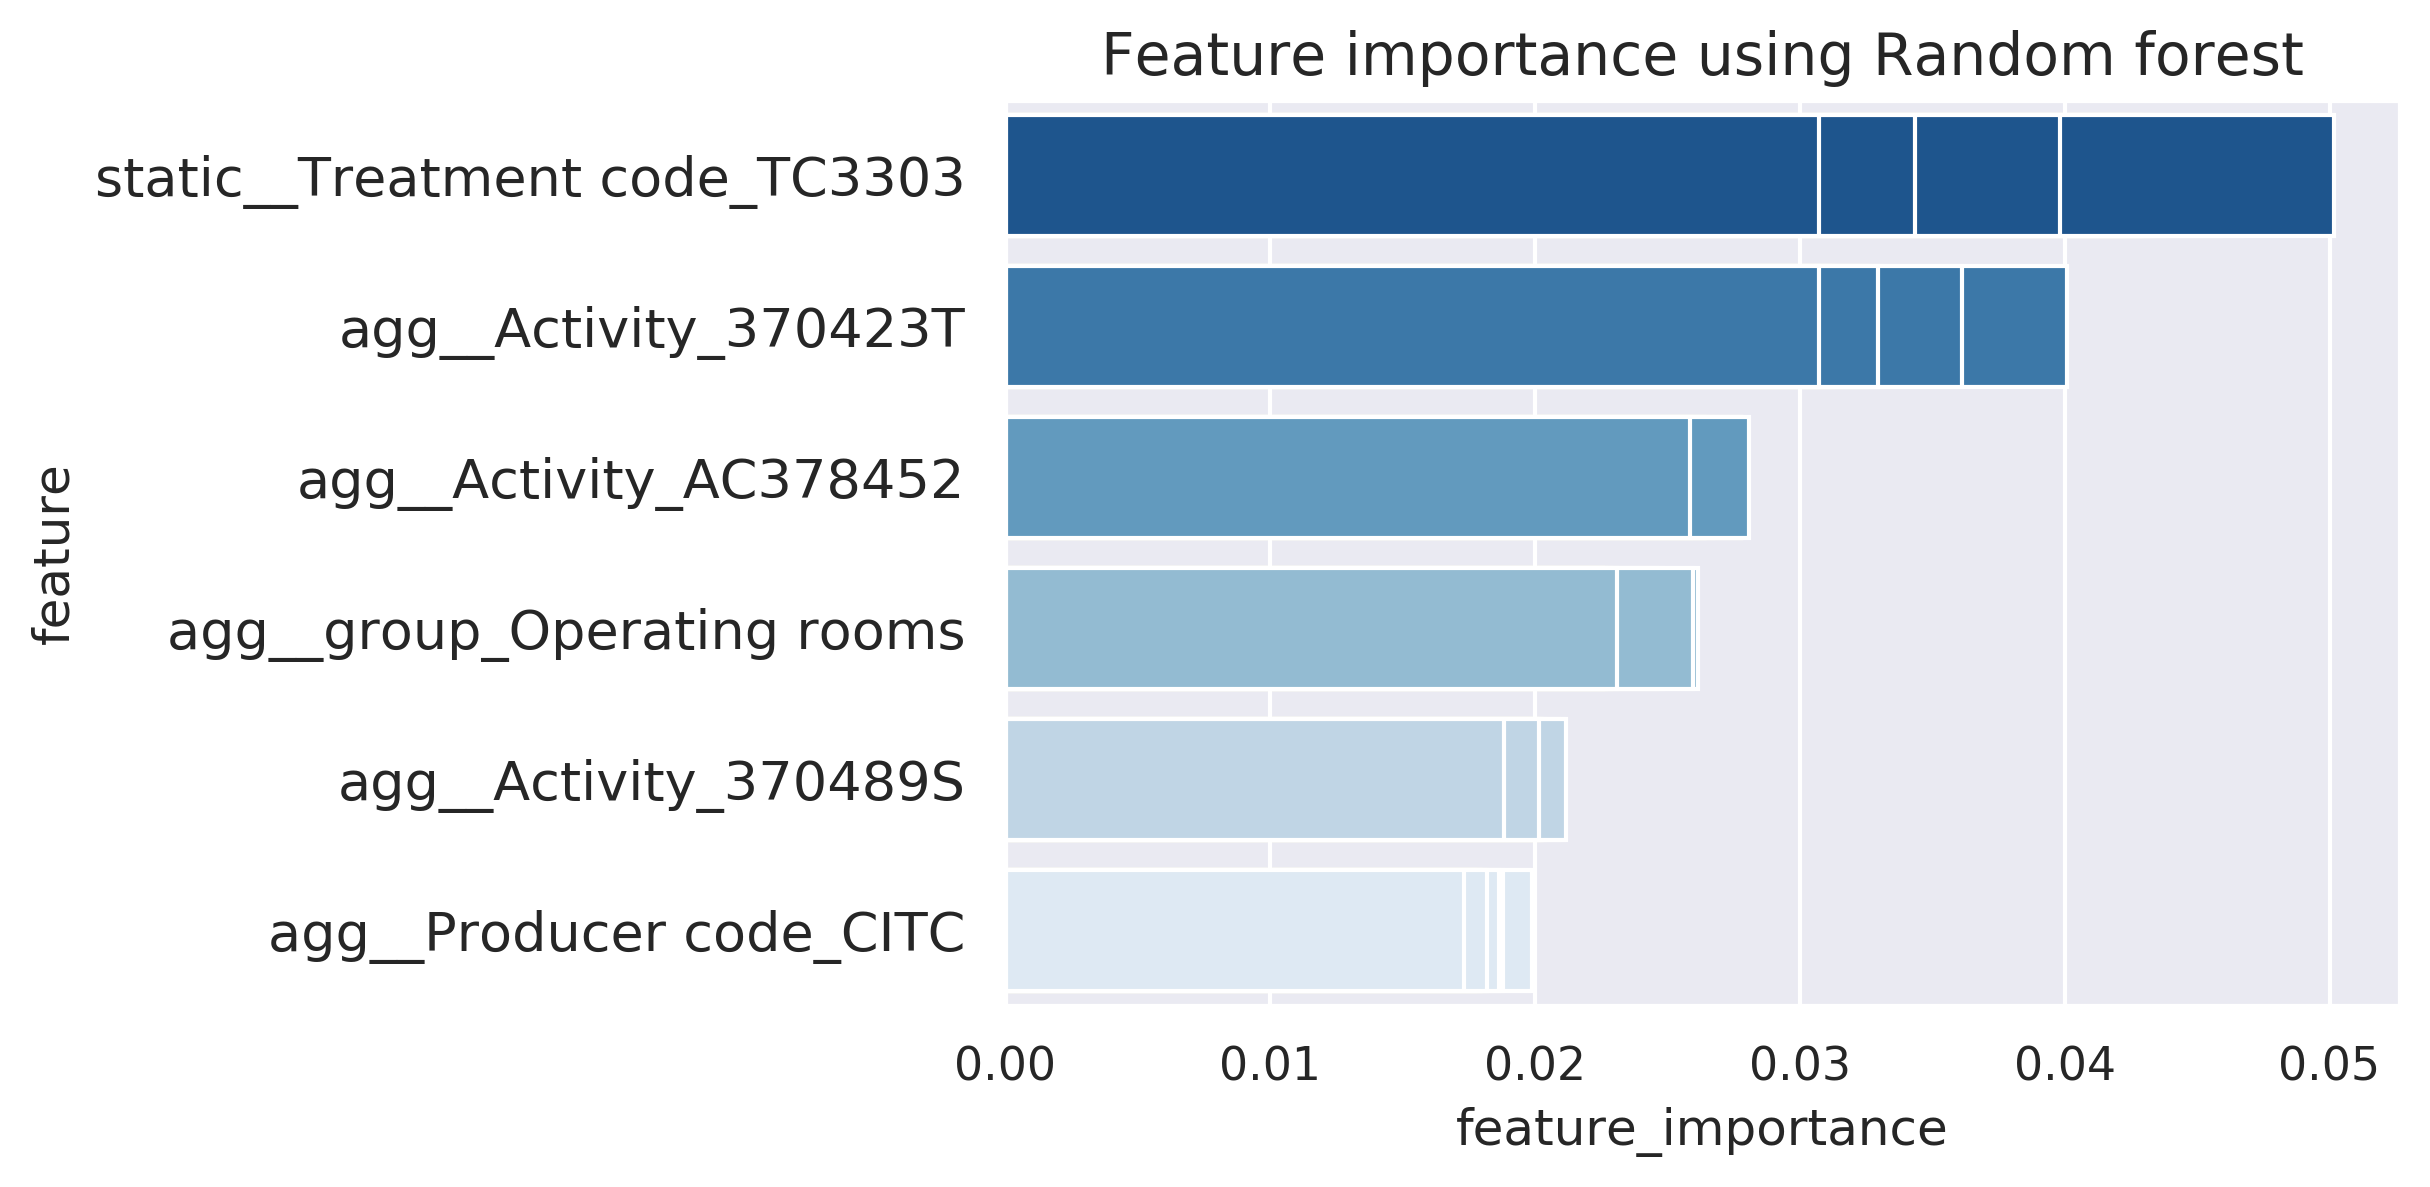 Feature importance using Random forest
static__Treatment code_TC3303
agg__Activity_370423T
agg__Activity_AC378452
agg__group_Operating rooms
agg__Activity_370489S
agg__Producer code_CITC
feature
0.00 0.01 0.02 0.03 0.04 0.05
feature_importance